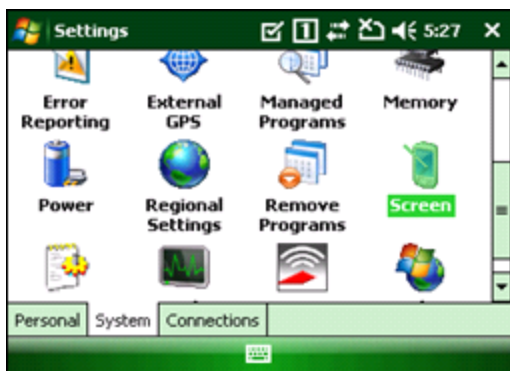 Settings 1 5:27
Error Reporting External GPS Managed Programs Memory
Power Regional Settings Remove Programs Screen
Personal System Connections